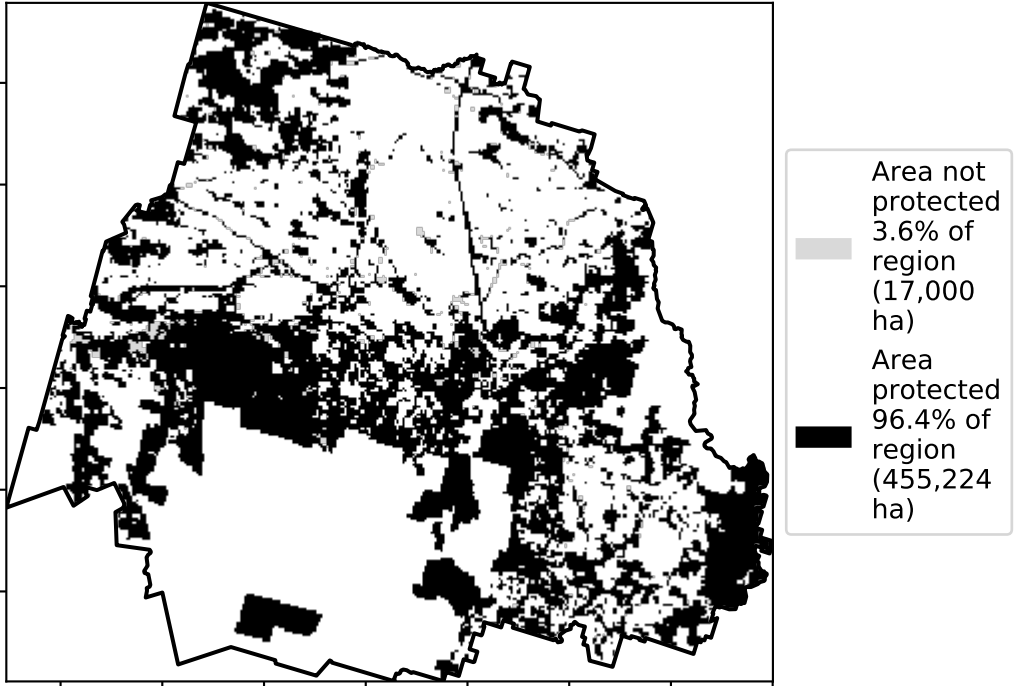 Area not
protected
3.6% of
region
(17,000
ha)
Area
protected
96.4% of
region
(455,224
ha)